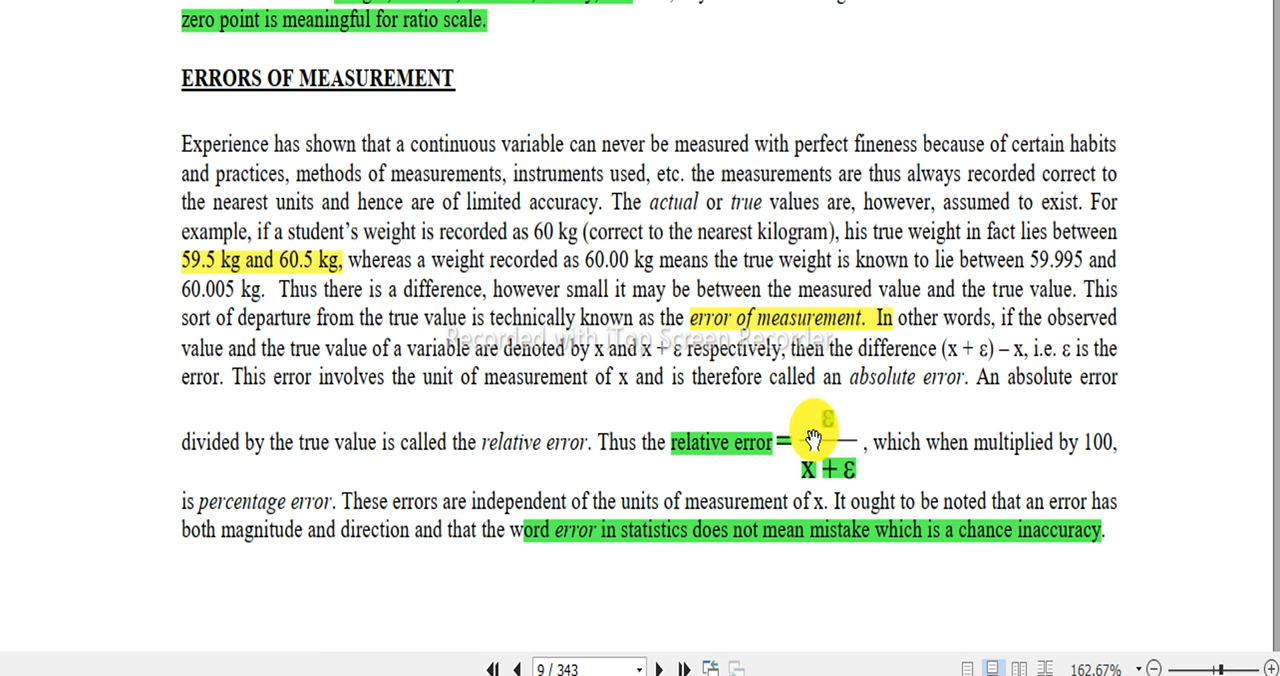 zero point is meaningful for ratio scale.
ERRORS OF MEASUREMENT
Experience has shown that a continuous variable can never be measured with perfect fineness because of certain habits
and practices, methods of measurements, instruments used, etc. the measurements are thus always recorded correct to
the nearest units and hence are of limited accuracy. The actual or true values are, however, assumed to exist. For
example, if a student’s weight is recorded as 60 kg (correct to the nearest kilogram), his true weight in fact lies between
59.5 kg and 60.5 kg, whereas a weight recorded as 60.00 kg means the true weight is known to lie between 59.995 and
60.005 kg. Thus there is a difference, however small it may be between the measured value and the true value. This
sort of departure from the true value is technically known as the error of measurement. In other words, if the observed
Recorded with iTop Screen Recorder
value and the true value of a variable are denoted by x and x + ε respectively, then the difference (x + ε) – x, i.e. ε is the
error. This error involves the unit of measurement of x and is therefore called an absolute error. An absolute error
ε
divided by the true value is called the relative error. Thus the relative error = , which when multiplied by 100,
x + ε
is percentage error. These errors are independent of the units of measurement of x. It ought to be noted that an error has
both magnitude and direction and that the word error in statistics does not mean mistake which is a chance inaccuracy.
9 / 343
162.67%